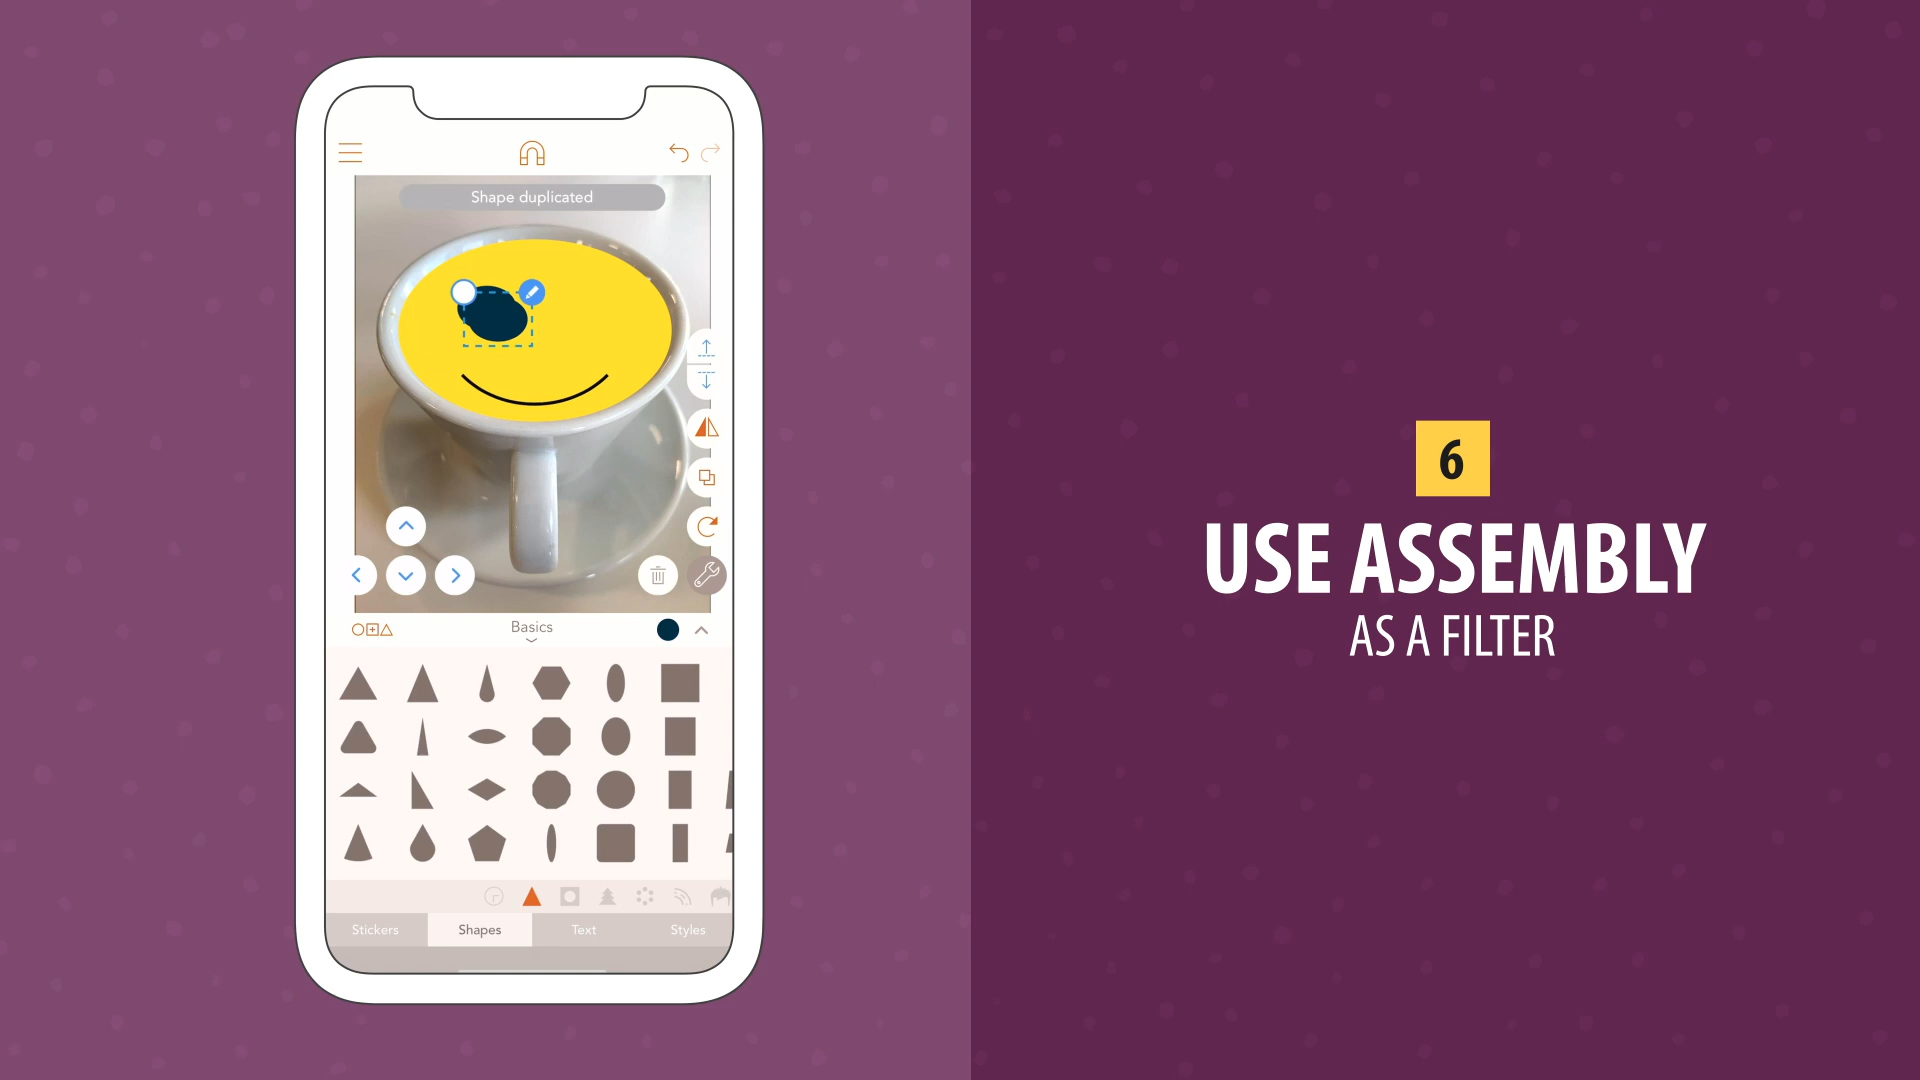 Shape duplicated
Basics
Stickers
Shapes
Text
Styles
6
USE ASSEMBLY
AS A FILTER